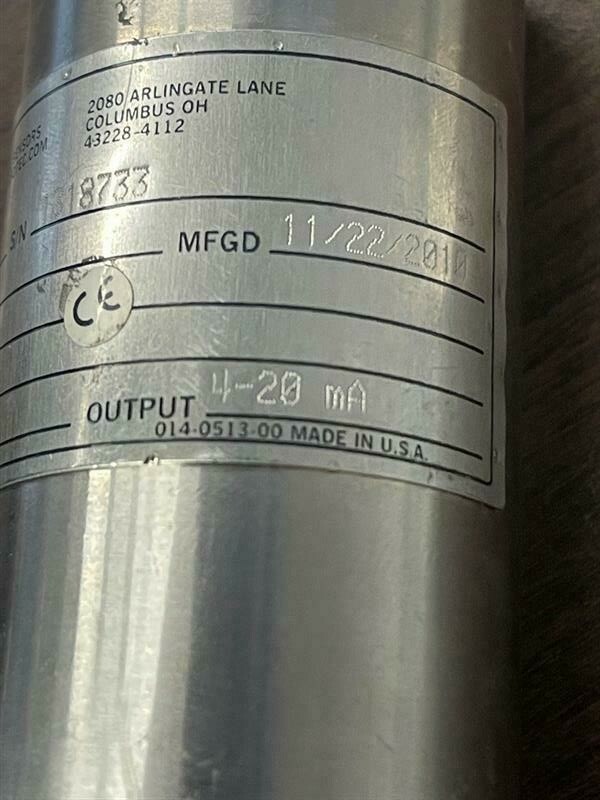 2080 ARLINGATE LANE
COLUMBUS OH
43228-4112
S/N
MFGD 11/22/2010
CE
OUTPUT 4-20 mA
014-0513-00 MADE IN U.S.A.